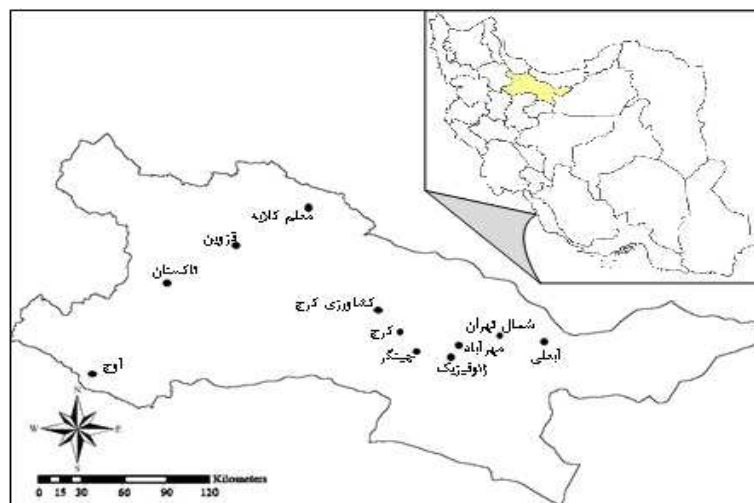 معلم کلایه
قزوین
تاکستان
کشاورزی کرج
کرج
شمال تهران
مهرآباد
آبعلی
چیتگر
ژئوفیزیک
آوج
N
W
E
S
Kilometers
0 15 30 60 90 120